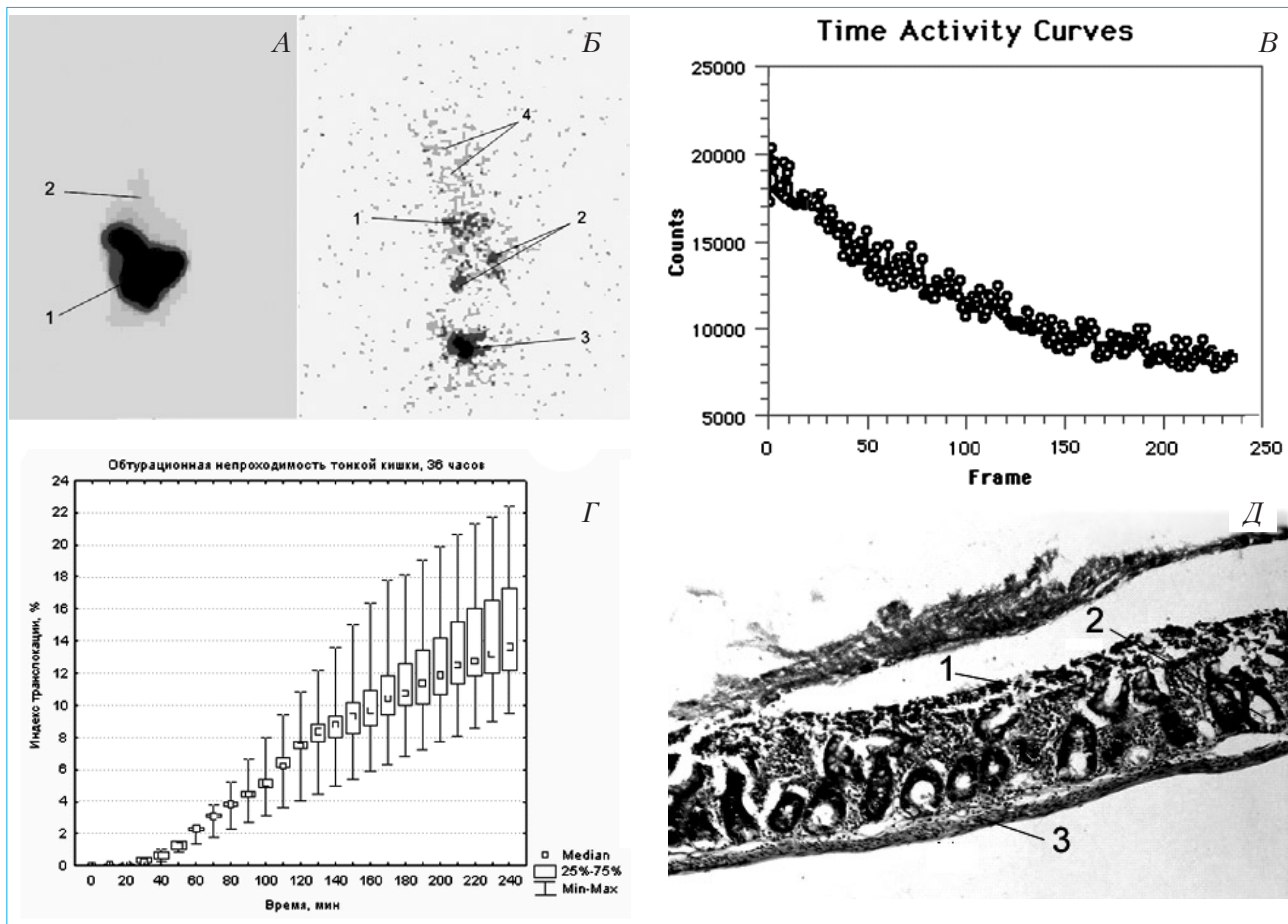 А
2
1
Б
4
1
2
3
Time Activity Curves
В
25000
20000
15000
10000
5000
Counts
0
50
100
150
200
250
Frame
Обтурационная непроходимость тонкой кишки, 36 часов
Г
24
22
20
18
16
14
12
10
8
6
4
2
0
Индекс транслокации, %
0 20 40 60 80 100 120 140 160 180 200 220 240
Время, мин
Median
25%-75%
Min-Max
Д
2
1
3